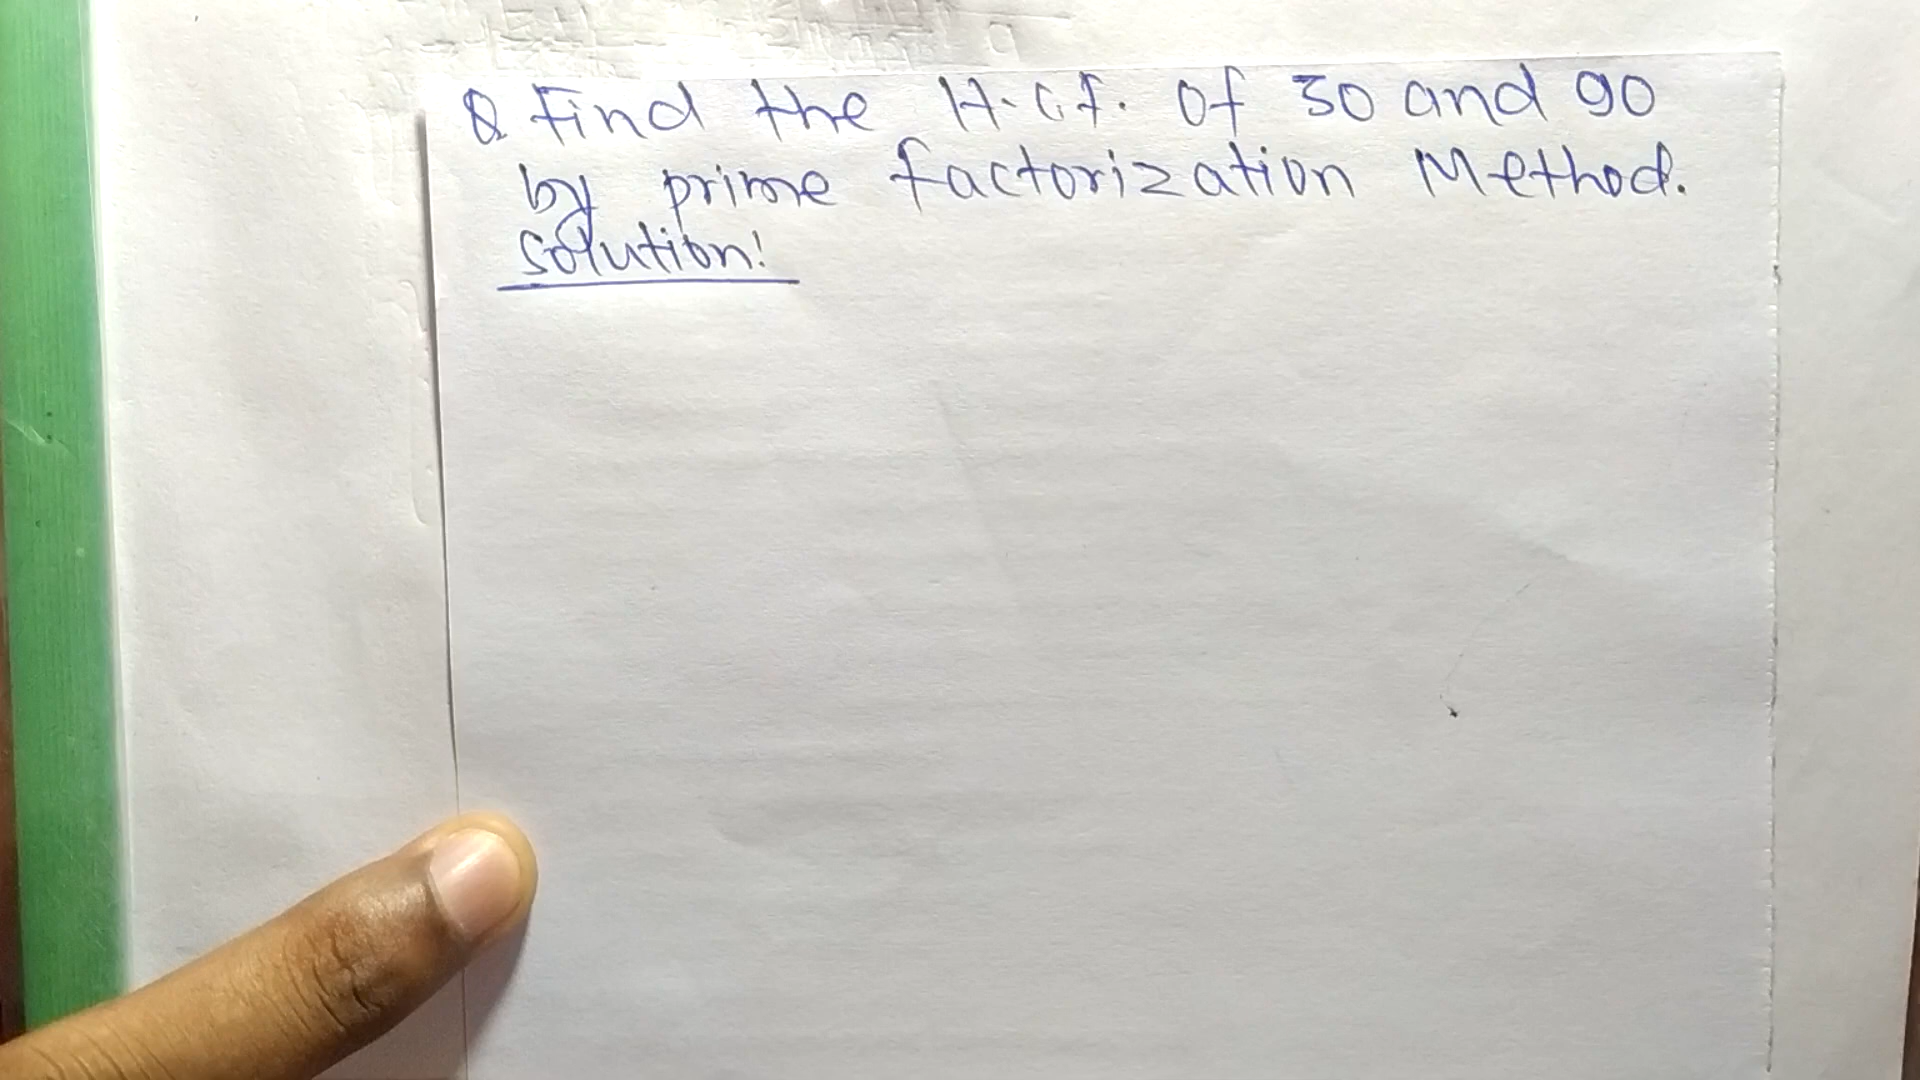 Q Find the H.C.F. of 30 and 90
by prime factorization Method.
Solution!